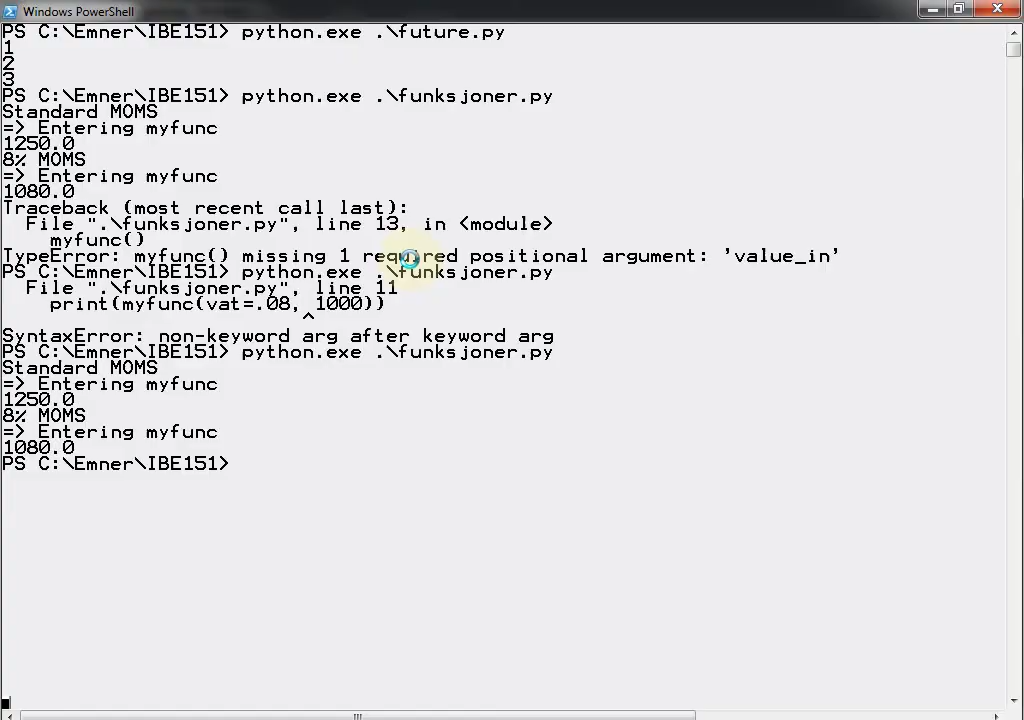 Windows PowerShell
PS C:\Emner\IBE151> python.exe .\future.py
1
2
3
PS C:\Emner\IBE151> python.exe .\funksjoner.py
Standard MOMS
=> Entering myfunc
1250.0
8% MOMS
=> Entering myfunc
1080.0
Traceback (most recent call last):
  File ".\funksjoner.py", line 13, in <module>
    myfunc()
TypeError: myfunc() missing 1 required positional argument: 'value_in'
PS C:\Emner\IBE151> python.exe .\funksjoner.py
  File ".\funksjoner.py", line 11
    print(myfunc(vat=.08, 1000))
                         ^
SyntaxError: non-keyword arg after keyword arg
PS C:\Emner\IBE151> python.exe .\funksjoner.py
Standard MOMS
=> Entering myfunc
1250.0
8% MOMS
=> Entering myfunc
1080.0
PS C:\Emner\IBE151>